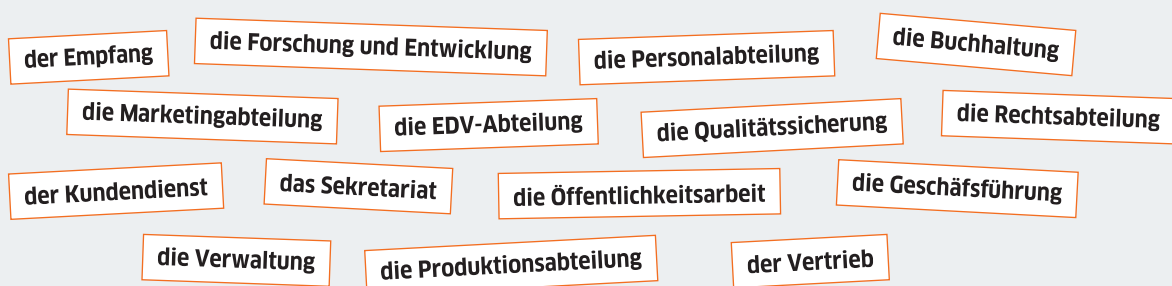 der Empfang
die Forschung und Entwicklung
die Personalabteilung
die Buchhaltung
die Marketingabteilung
die EDV-Abteilung
die Qualitätssicherung
die Rechtsabteilung
der Kundendienst
das Sekretariat
die Öffentlichkeitsarbeit
die Geschäfsführung
die Verwaltung
die Produktionsabteilung
der Vertrieb